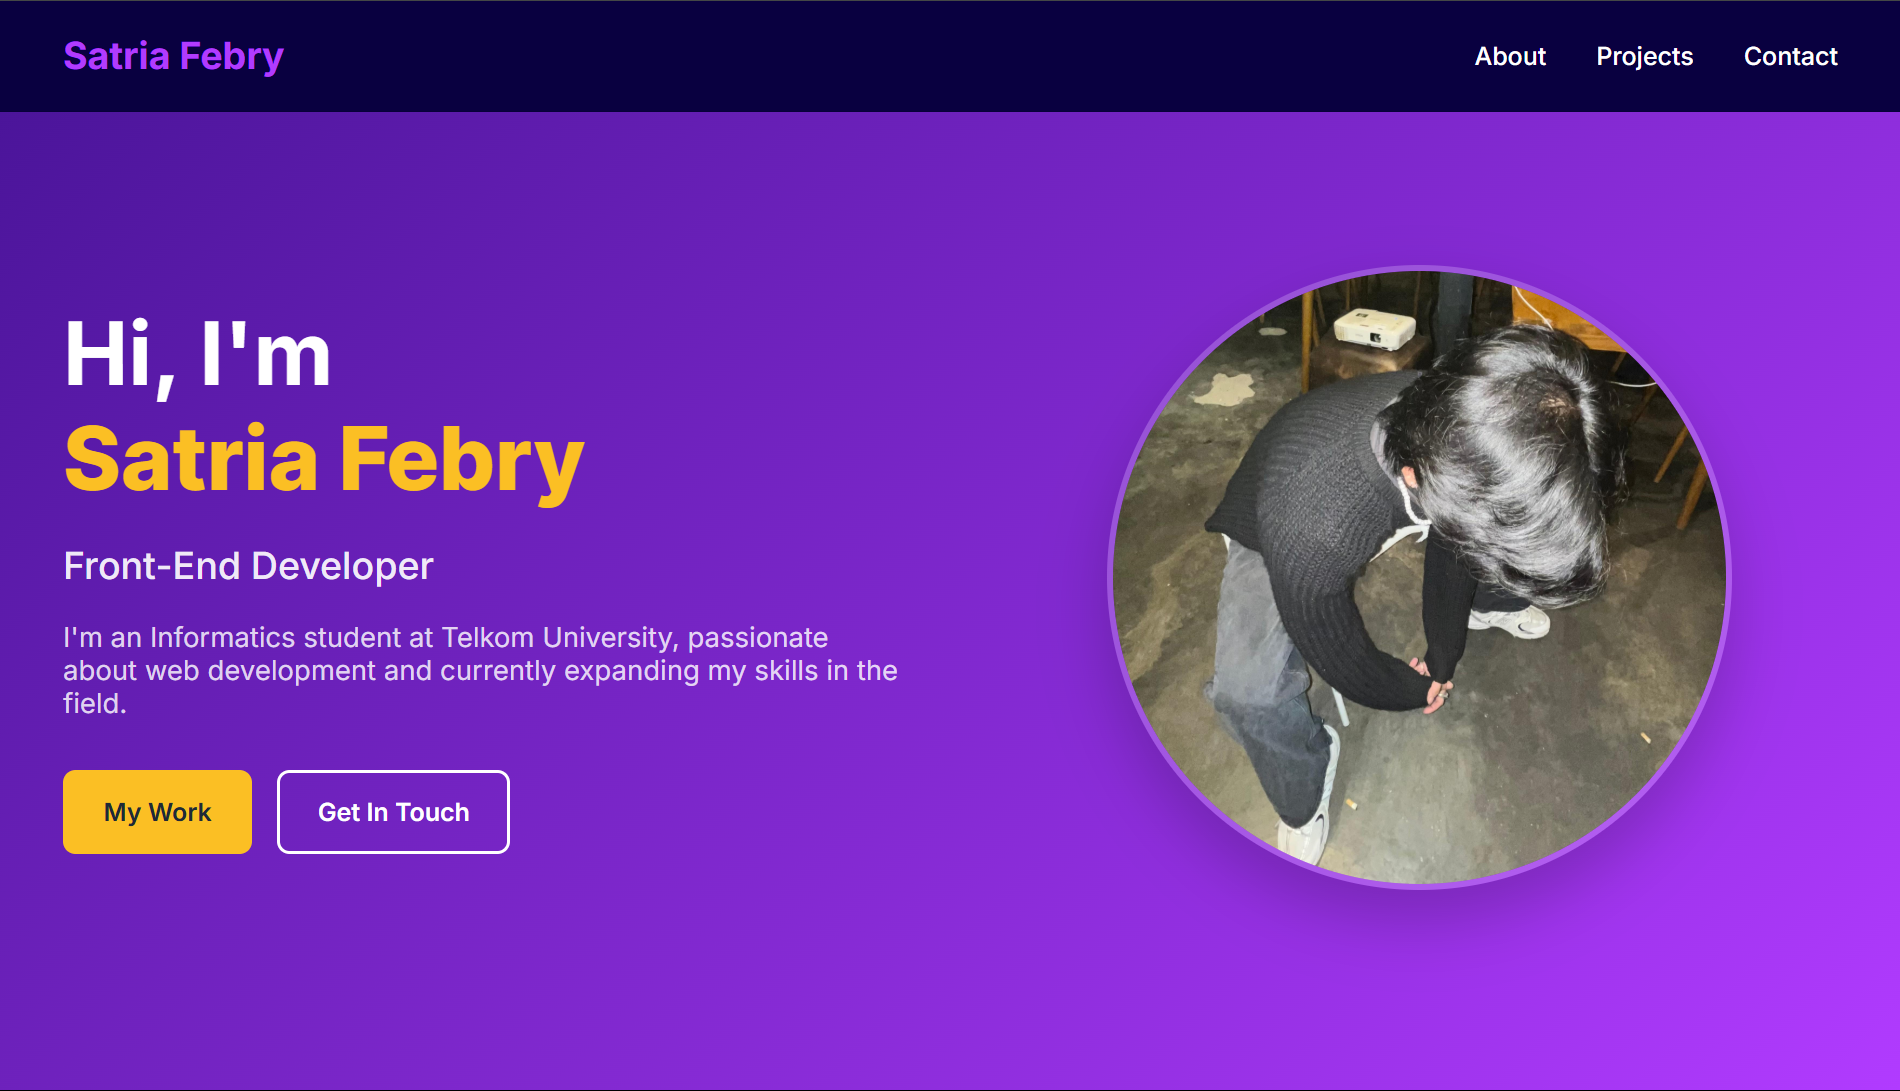 Satria Febry
About Projects Contact
Hi, I'm
Satria Febry
Front-End Developer
I'm an Informatics student at Telkom University, passionate
about web development and currently expanding my skills in the
field.
My Work
Get In Touch